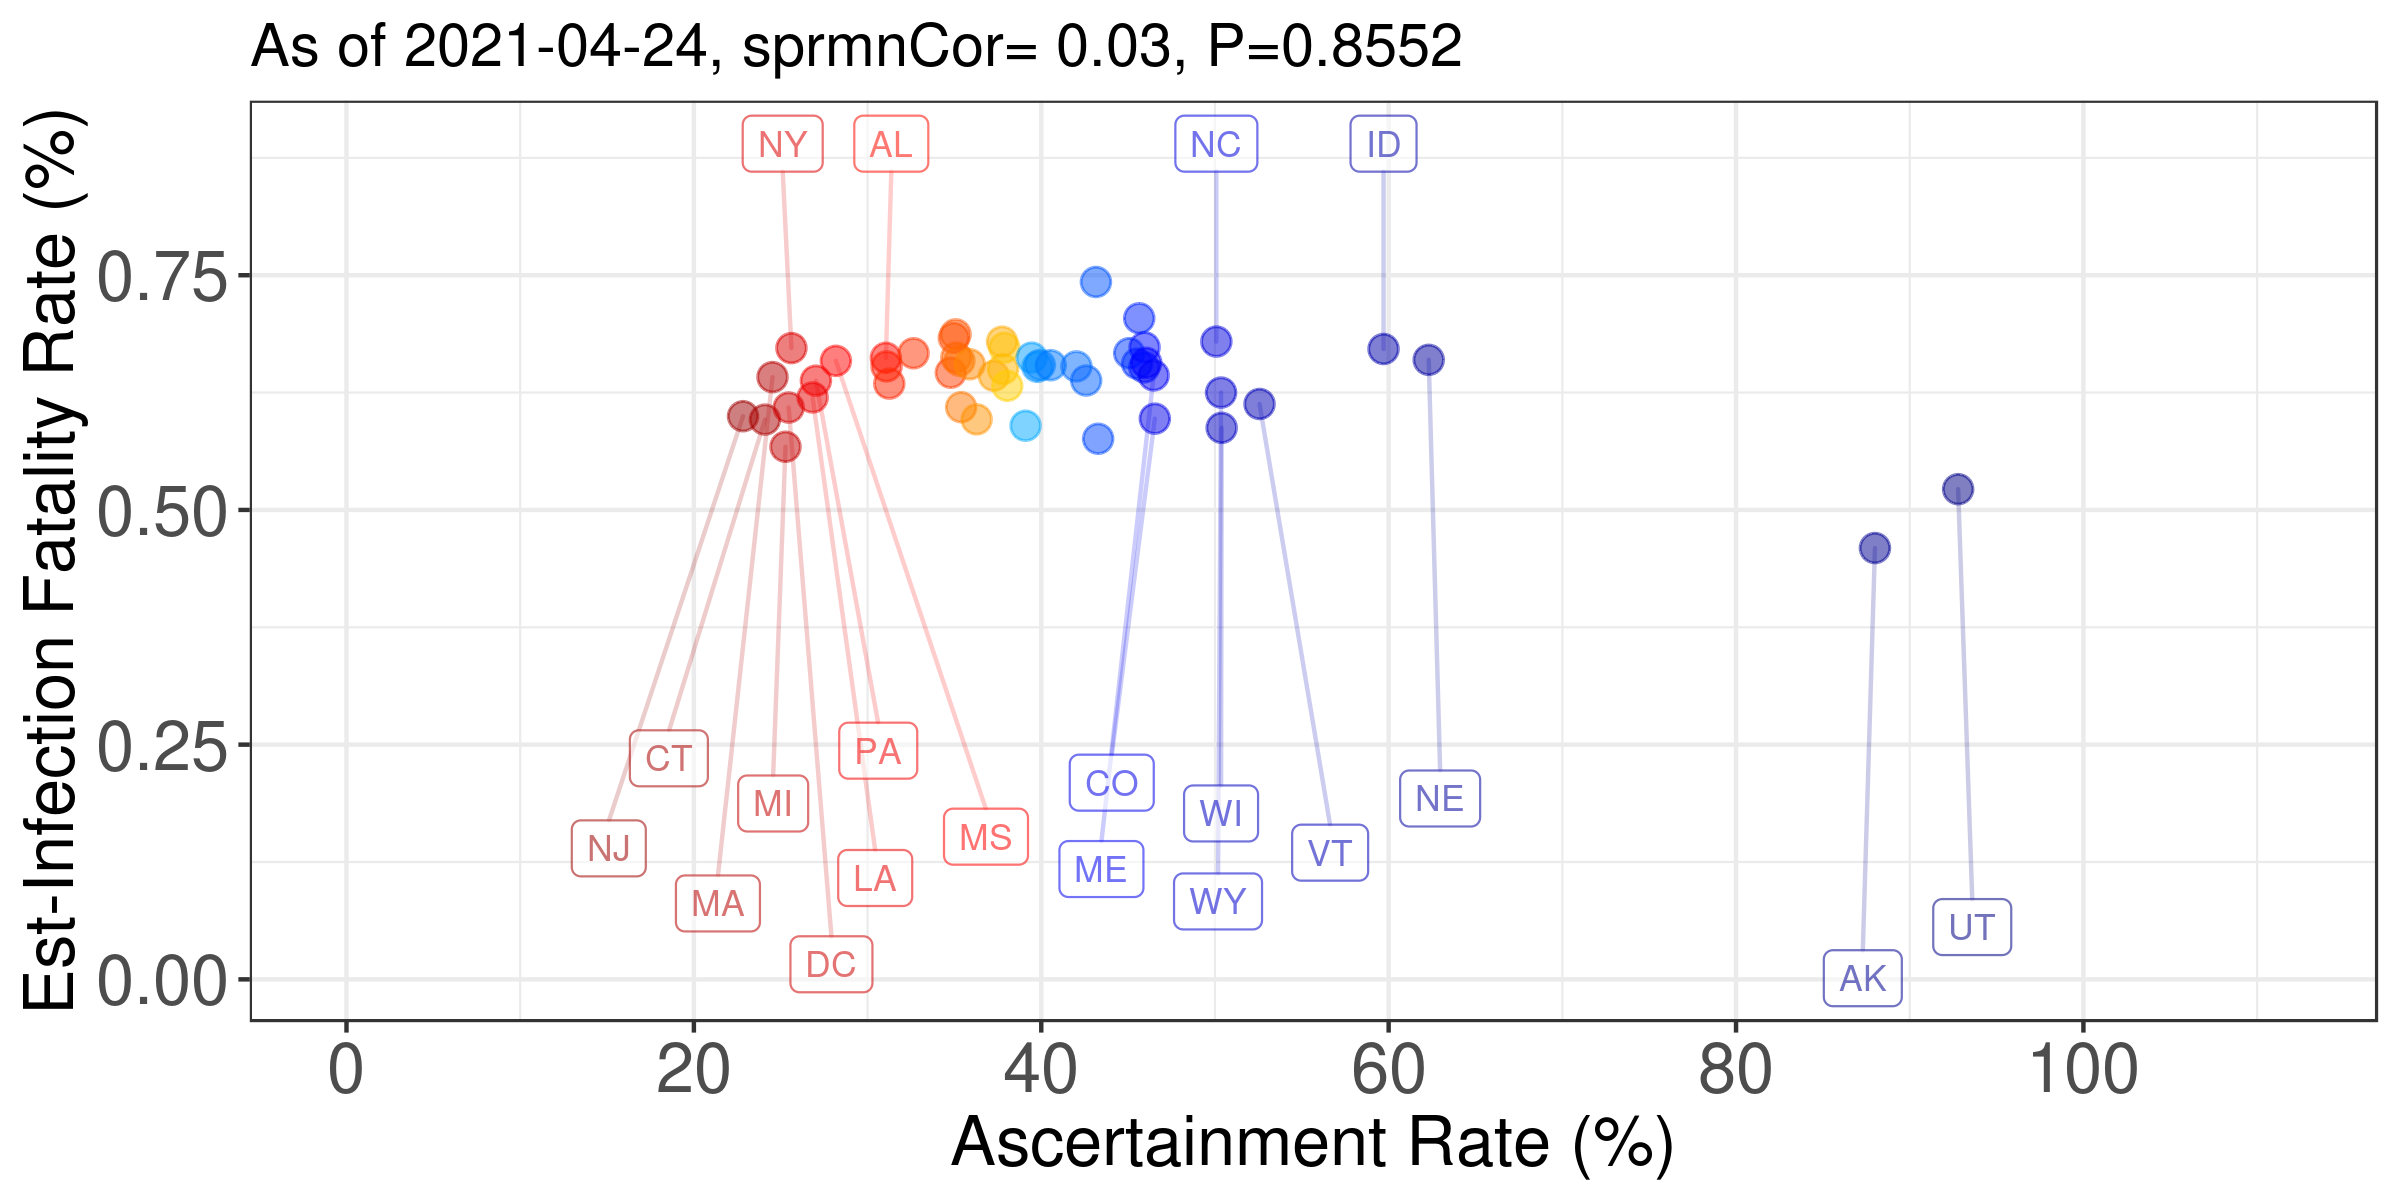 As of 2021-04-24, sprmnCor= 0.03, P=0.8552
Est-Infection Fatality Rate (%)
0.75
0.50
0.25
0.00
NY AL NC ID
CT PA CO
MI WI NE
NJ MS ME VT
MA LA WY
DC AK UT
0 20 40 60 80 100
Ascertainment Rate (%)